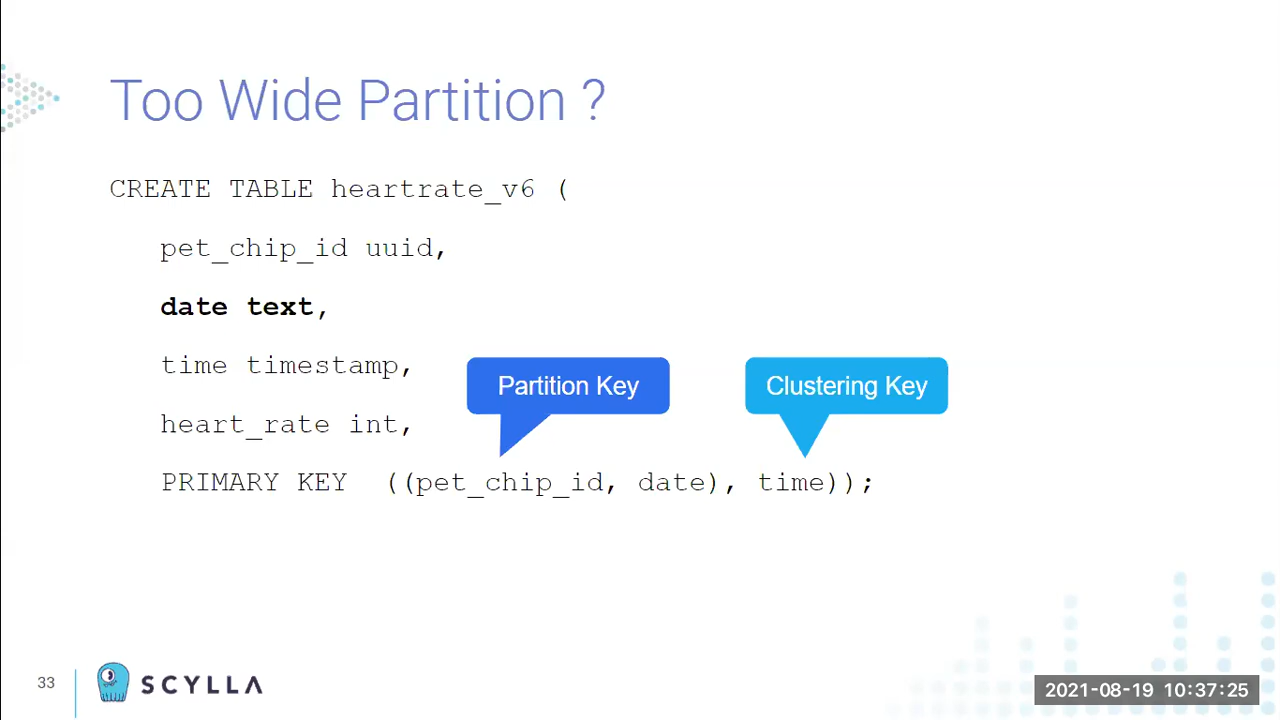 Too Wide Partition ?
CREATE TABLE heartrate_v6 (
pet_chip_id uuid,
date text,
time timestamp,
heart_rate int,
Partition Key
Clustering Key
PRIMARY KEY ((pet_chip_id, date), time));
33
SCYLLA
2021-08-19 10:37:25